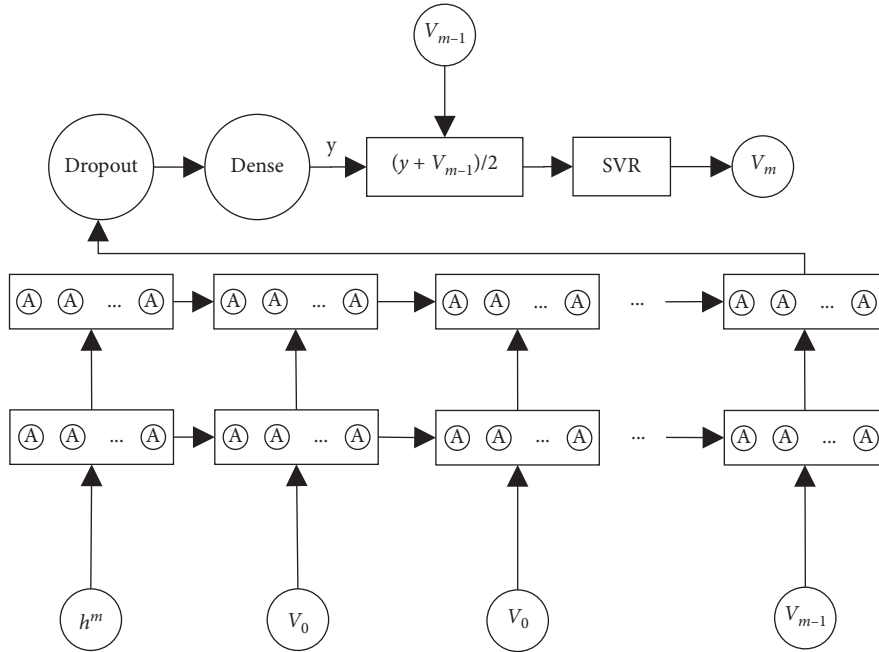 V_{m–1}
Dropout Dense y (y + V_{m–1})/2 SVR V_m
A A ... A A A ... A A A ... A ... A A ... A
A A ... A A A ... A A A ... A ... A A ... A
h^m V_0 V_0 V_{m–1}